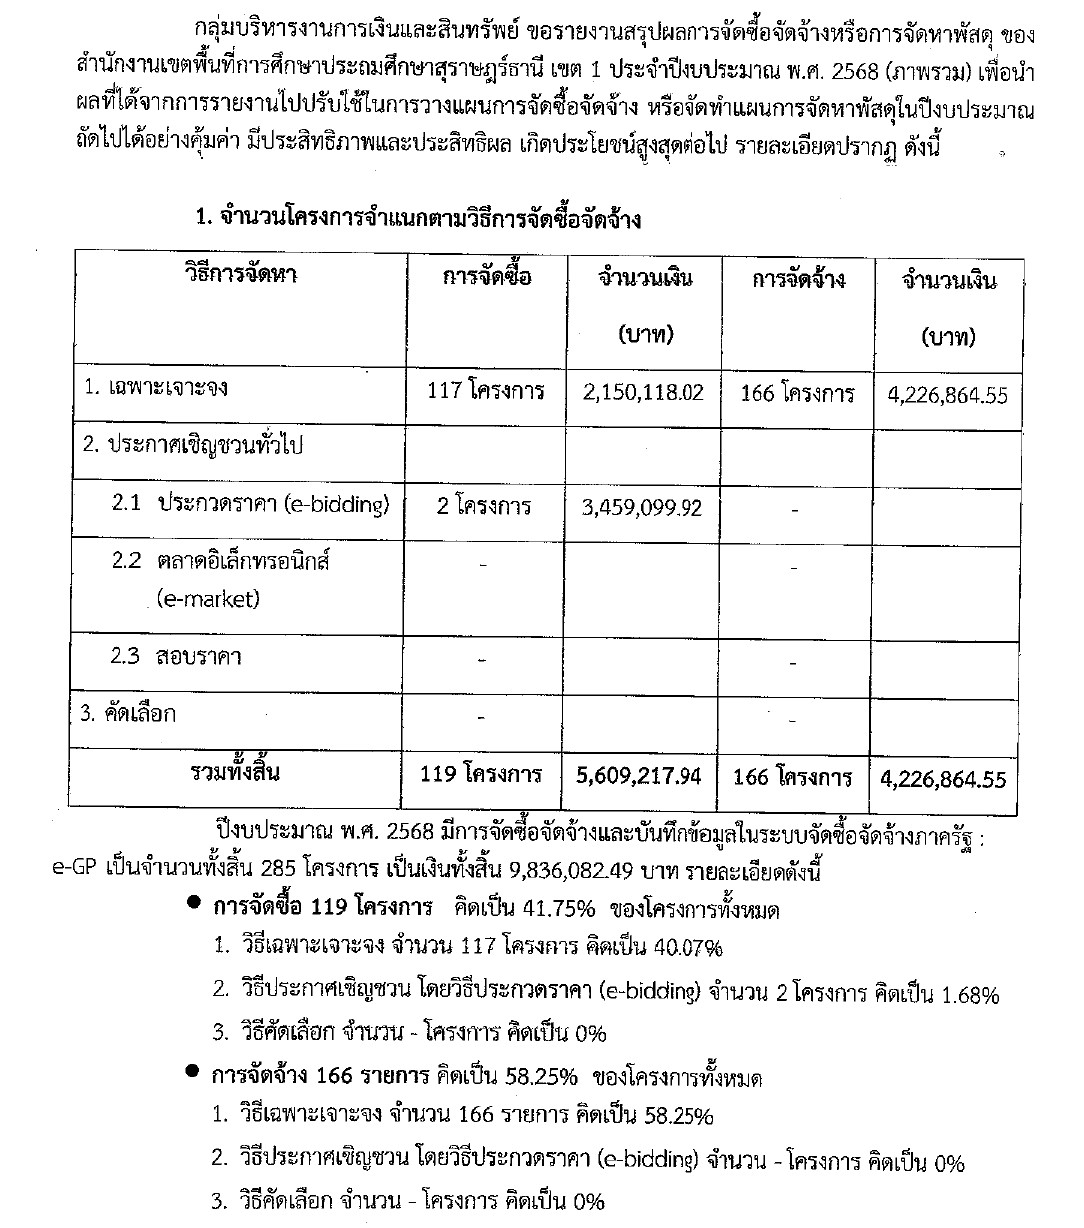 กลุ่มบริหารงานการเงินและสินทรัพย์ ขอรายงานสรุปผลการจัดซื้อจัดจ้างหรือการจัดหาพัสดุ ของ
สำนักงานเขตพื้นที่การศึกษาประถมศึกษาสุราษฎร์ธานี เขต 1 ประจำปีงบประมาณ พ.ศ. 2568 (ภาพรวม) เพื่อนำ
ผลที่ได้จากการรายงานไปปรับใช้ในการวางแผนการจัดซื้อจัดจ้าง หรือจัดทำแผนการจัดหาพัสดุในปีงบประมาณ
ถัดไปได้อย่างคุ้มค่า มีประสิทธิภาพและประสิทธิผล เกิดประโยชน์สูงสุดต่อไป รายละเอียดปรากฏ ดังนี้
1. จำนวนโครงการจำแนกตามวิธีการจัดซื้อจัดจ้าง
วิธีการจัดหา การจัดซื้อ จำนวนเงิน (บาท) การจัดจ้าง จำนวนเงิน (บาท)
1. เฉพาะเจาะจง 117 โครงการ 2,150,118.02 166 โครงการ 4,226,864.55
2. ประกาศเชิญชวนทั่วไป
2.1 ประกวดราคา (e-bidding) 2 โครงการ 3,459,099.92 -
2.2 ตลาดอิเล็กทรอนิกส์ - -
(e-market)
2.3 สอบราคา - -
3. คัดเลือก - -
รวมทั้งสิ้น 119 โครงการ 5,609,217.94 166 โครงการ 4,226,864.55
ปีงบประมาณ พ.ศ. 2568 มีการจัดซื้อจัดจ้างและบันทึกข้อมูลในระบบจัดซื้อจัดจ้างภาครัฐ :
e-GP เป็นจำนวนทั้งสิ้น 285 โครงการ เป็นเงินทั้งสิ้น 9,836,082.49 บาท รายละเอียดดังนี้
● การจัดซื้อ 119 โครงการ คิดเป็น 41.75% ของโครงการทั้งหมด
1. วิธีเฉพาะเจาะจง จำนวน 117 โครงการ คิดเป็น 40.07%
2. วิธีประกาศเชิญชวน โดยวิธีประกวดราคา (e-bidding) จำนวน 2 โครงการ คิดเป็น 1.68%
3. วิธีคัดเลือก จำนวน - โครงการ คิดเป็น 0%
● การจัดจ้าง 166 รายการ คิดเป็น 58.25% ของโครงการทั้งหมด
1. วิธีเฉพาะเจาะจง จำนวน 166 รายการ คิดเป็น 58.25%
2. วิธีประกาศเชิญชวน โดยวิธีประกวดราคา (e-bidding) จำนวน - โครงการ คิดเป็น 0%
3. วิธีคัดเลือก จำนวน - โครงการ คิดเป็น 0%